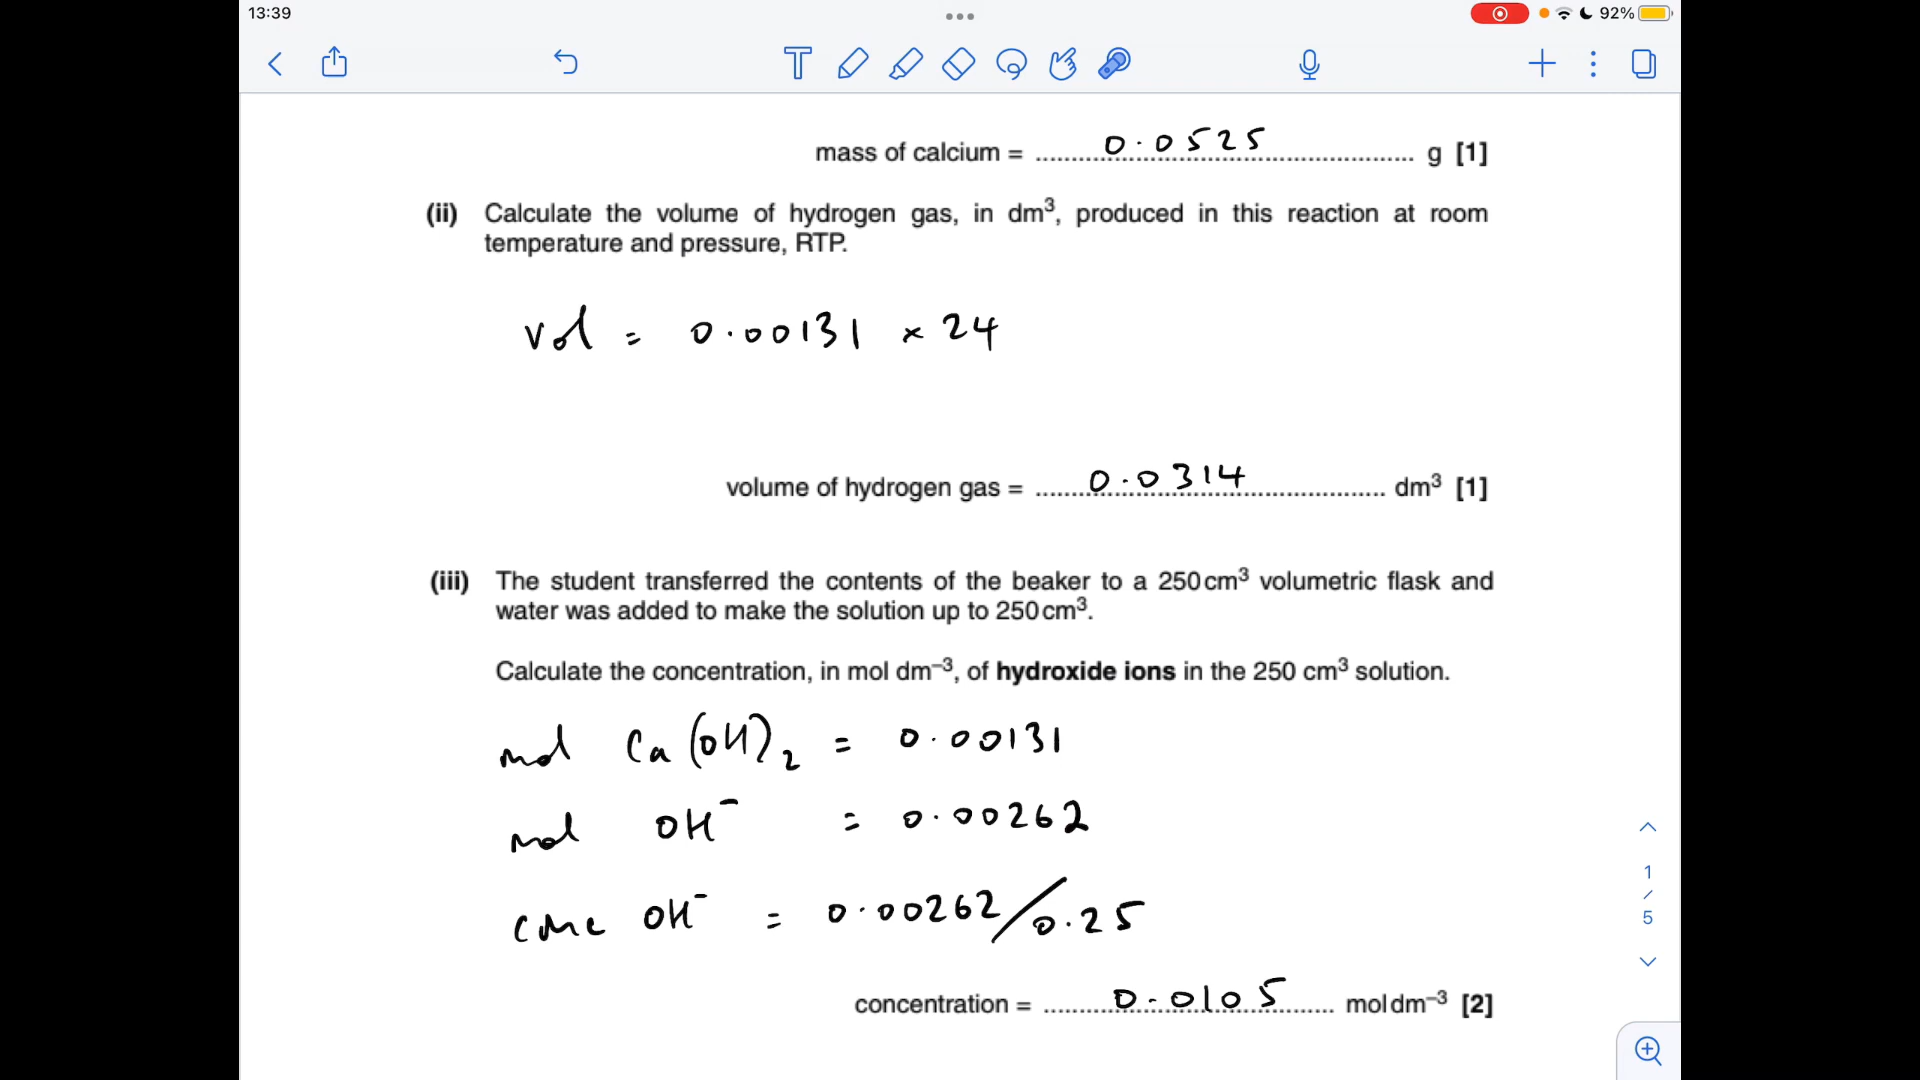 13:39
92%
mass of calcium = 0.0525 g [1]
(ii) Calculate the volume of hydrogen gas, in dm³, produced in this reaction at room
temperature and pressure, RTP.
vol = 0.00131 × 24
volume of hydrogen gas = 0.0314 dm³ [1]
(iii) The student transferred the contents of the beaker to a 250 cm³ volumetric flask and
water was added to make the solution up to 250 cm³.
Calculate the concentration, in mol dm⁻³, of hydroxide ions in the 250 cm³ solution.
mol Ca(OH)₂ = 0.00131
mol OH⁻ = 0.00262
conc OH⁻ = 0.00262/0.25
concentration = 0.0105 mol dm⁻³ [2]
1
/
5